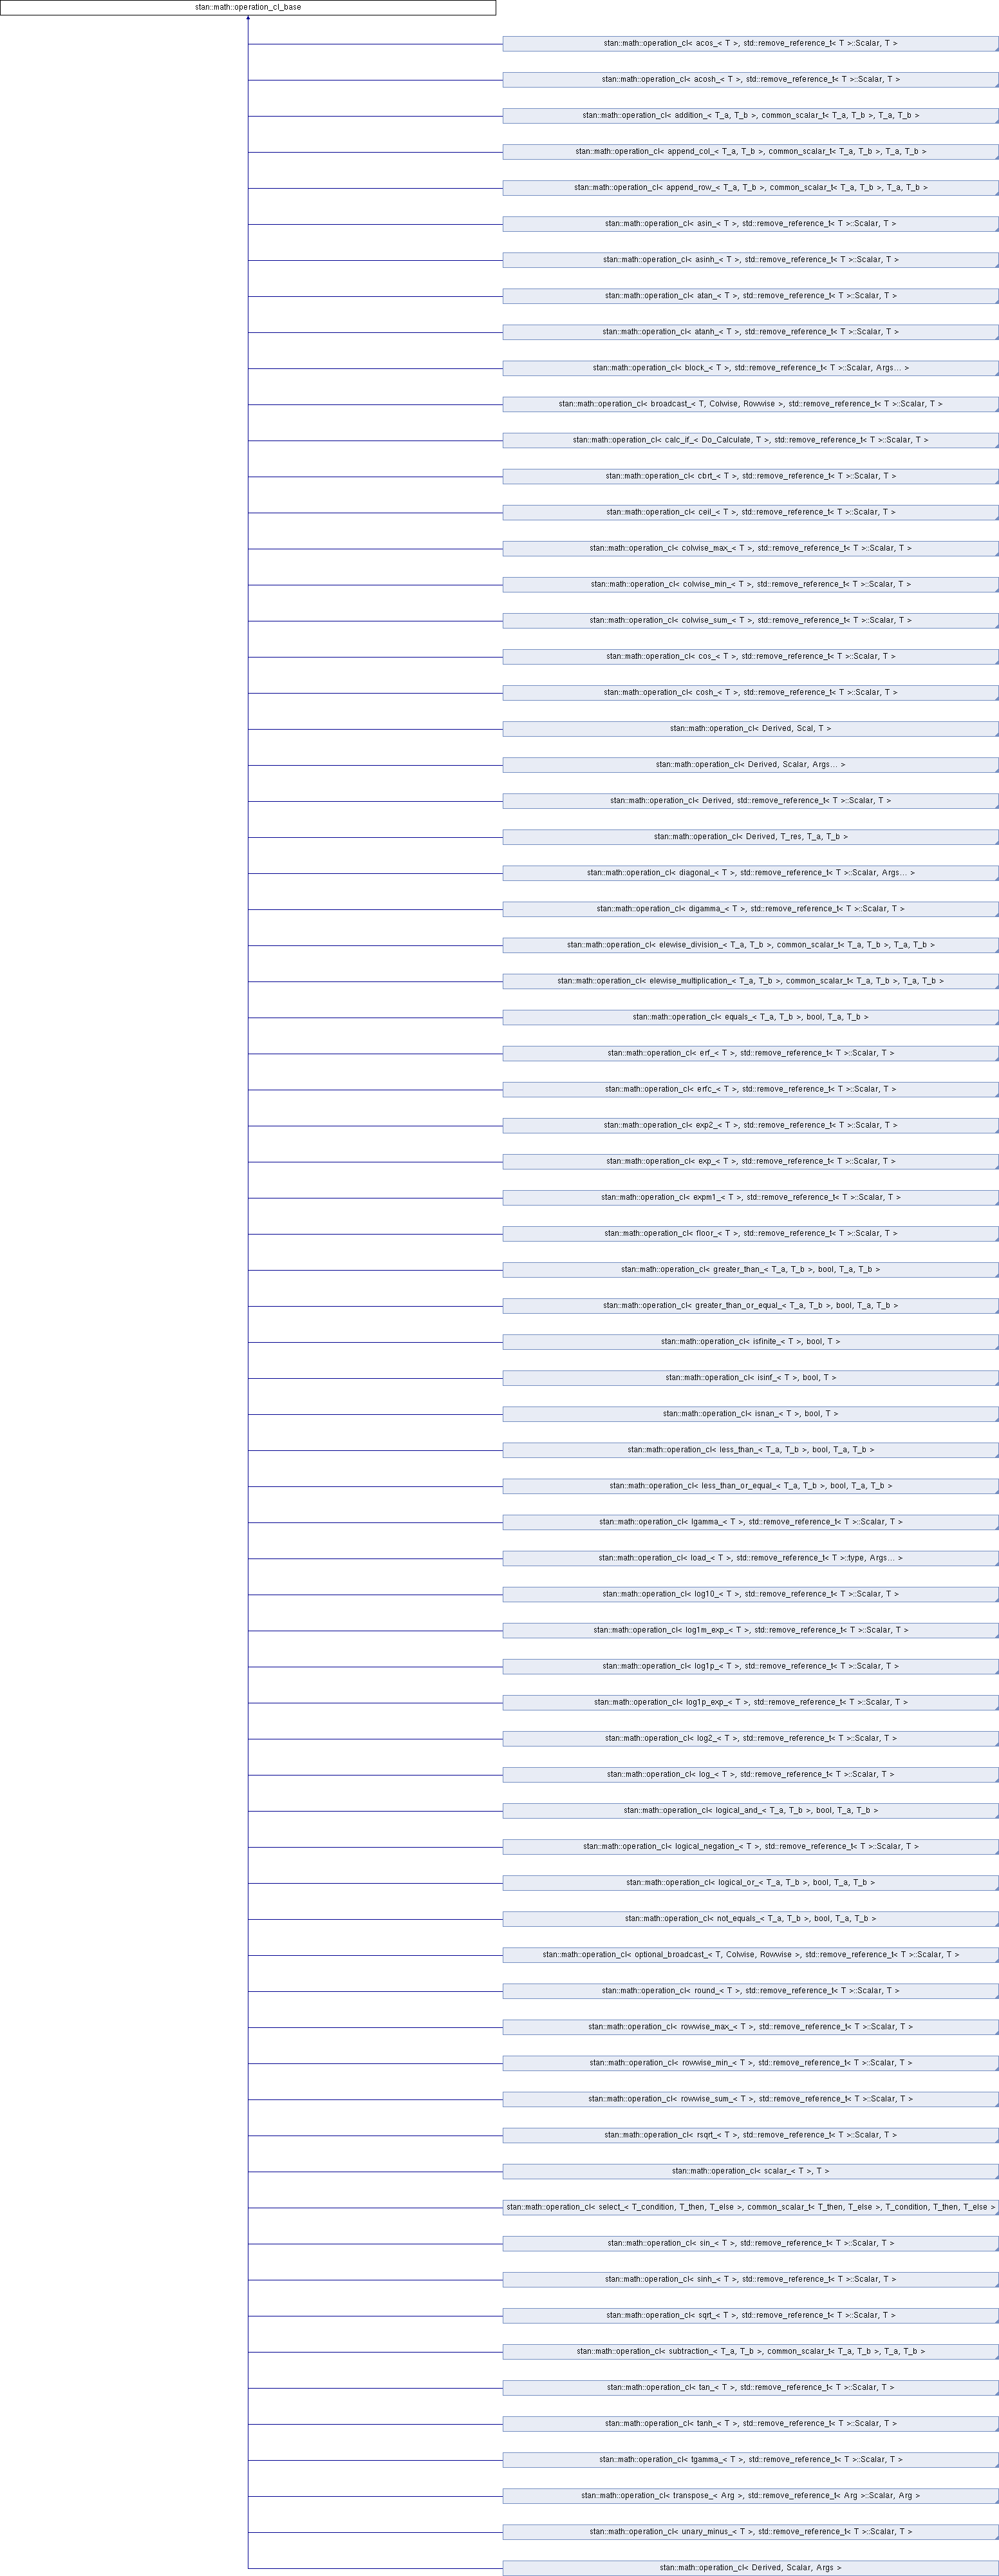 stan::math::operation_cl_base
stan::math::operation_cl< acos_< T >, std::remove_reference_t< T >::Scalar, T >
stan::math::operation_cl< acosh_< T >, std::remove_reference_t< T >::Scalar, T >
stan::math::operation_cl< addition_< T_a, T_b >, common_scalar_t< T_a, T_b >, T_a, T_b >
stan::math::operation_cl< append_col_< T_a, T_b >, common_scalar_t< T_a, T_b >, T_a, T_b >
stan::math::operation_cl< append_row_< T_a, T_b >, common_scalar_t< T_a, T_b >, T_a, T_b >
stan::math::operation_cl< asin_< T >, std::remove_reference_t< T >::Scalar, T >
stan::math::operation_cl< asinh_< T >, std::remove_reference_t< T >::Scalar, T >
stan::math::operation_cl< atan_< T >, std::remove_reference_t< T >::Scalar, T >
stan::math::operation_cl< atanh_< T >, std::remove_reference_t< T >::Scalar, T >
stan::math::operation_cl< block_< T >, std::remove_reference_t< T >::Scalar, Args... >
stan::math::operation_cl< broadcast_< T, Colwise, Rowwise >, std::remove_reference_t< T >::Scalar, T >
stan::math::operation_cl< calc_if_< Do_Calculate, T >, std::remove_reference_t< T >::Scalar, T >
stan::math::operation_cl< cbrt_< T >, std::remove_reference_t< T >::Scalar, T >
stan::math::operation_cl< ceil_< T >, std::remove_reference_t< T >::Scalar, T >
stan::math::operation_cl< colwise_max_< T >, std::remove_reference_t< T >::Scalar, T >
stan::math::operation_cl< colwise_min_< T >, std::remove_reference_t< T >::Scalar, T >
stan::math::operation_cl< colwise_sum_< T >, std::remove_reference_t< T >::Scalar, T >
stan::math::operation_cl< cos_< T >, std::remove_reference_t< T >::Scalar, T >
stan::math::operation_cl< cosh_< T >, std::remove_reference_t< T >::Scalar, T >
stan::math::operation_cl< Derived, Scal, T >
stan::math::operation_cl< Derived, Scalar, Args... >
stan::math::operation_cl< Derived, std::remove_reference_t< T >::Scalar, T >
stan::math::operation_cl< Derived, T_res, T_a, T_b >
stan::math::operation_cl< diagonal_< T >, std::remove_reference_t< T >::Scalar, Args... >
stan::math::operation_cl< digamma_< T >, std::remove_reference_t< T >::Scalar, T >
stan::math::operation_cl< elewise_division_< T_a, T_b >, common_scalar_t< T_a, T_b >, T_a, T_b >
stan::math::operation_cl< elewise_multiplication_< T_a, T_b >, common_scalar_t< T_a, T_b >, T_a, T_b >
stan::math::operation_cl< equals_< T_a, T_b >, bool, T_a, T_b >
stan::math::operation_cl< erf_< T >, std::remove_reference_t< T >::Scalar, T >
stan::math::operation_cl< erfc_< T >, std::remove_reference_t< T >::Scalar, T >
stan::math::operation_cl< exp2_< T >, std::remove_reference_t< T >::Scalar, T >
stan::math::operation_cl< exp_< T >, std::remove_reference_t< T >::Scalar, T >
stan::math::operation_cl< expm1_< T >, std::remove_reference_t< T >::Scalar, T >
stan::math::operation_cl< floor_< T >, std::remove_reference_t< T >::Scalar, T >
stan::math::operation_cl< greater_than_< T_a, T_b >, bool, T_a, T_b >
stan::math::operation_cl< greater_than_or_equal_< T_a, T_b >, bool, T_a, T_b >
stan::math::operation_cl< isfinite_< T >, bool, T >
stan::math::operation_cl< isinf_< T >, bool, T >
stan::math::operation_cl< isnan_< T >, bool, T >
stan::math::operation_cl< less_than_< T_a, T_b >, bool, T_a, T_b >
stan::math::operation_cl< less_than_or_equal_< T_a, T_b >, bool, T_a, T_b >
stan::math::operation_cl< lgamma_< T >, std::remove_reference_t< T >::Scalar, T >
stan::math::operation_cl< load_< T >, std::remove_reference_t< T >::type, Args... >
stan::math::operation_cl< log10_< T >, std::remove_reference_t< T >::Scalar, T >
stan::math::operation_cl< log1m_exp_< T >, std::remove_reference_t< T >::Scalar, T >
stan::math::operation_cl< log1p_< T >, std::remove_reference_t< T >::Scalar, T >
stan::math::operation_cl< log1p_exp_< T >, std::remove_reference_t< T >::Scalar, T >
stan::math::operation_cl< log2_< T >, std::remove_reference_t< T >::Scalar, T >
stan::math::operation_cl< log_< T >, std::remove_reference_t< T >::Scalar, T >
stan::math::operation_cl< logical_and_< T_a, T_b >, bool, T_a, T_b >
stan::math::operation_cl< logical_negation_< T >, std::remove_reference_t< T >::Scalar, T >
stan::math::operation_cl< logical_or_< T_a, T_b >, bool, T_a, T_b >
stan::math::operation_cl< not_equals_< T_a, T_b >, bool, T_a, T_b >
stan::math::operation_cl< optional_broadcast_< T, Colwise, Rowwise >, std::remove_reference_t< T >::Scalar, T >
stan::math::operation_cl< round_< T >, std::remove_reference_t< T >::Scalar, T >
stan::math::operation_cl< rowwise_max_< T >, std::remove_reference_t< T >::Scalar, T >
stan::math::operation_cl< rowwise_min_< T >, std::remove_reference_t< T >::Scalar, T >
stan::math::operation_cl< rowwise_sum_< T >, std::remove_reference_t< T >::Scalar, T >
stan::math::operation_cl< rsqrt_< T >, std::remove_reference_t< T >::Scalar, T >
stan::math::operation_cl< scalar_< T >, T >
stan::math::operation_cl< select_< T_condition, T_then, T_else >, common_scalar_t< T_then, T_else >, T_condition, T_then, T_else >
stan::math::operation_cl< sin_< T >, std::remove_reference_t< T >::Scalar, T >
stan::math::operation_cl< sinh_< T >, std::remove_reference_t< T >::Scalar, T >
stan::math::operation_cl< sqrt_< T >, std::remove_reference_t< T >::Scalar, T >
stan::math::operation_cl< subtraction_< T_a, T_b >, common_scalar_t< T_a, T_b >, T_a, T_b >
stan::math::operation_cl< tan_< T >, std::remove_reference_t< T >::Scalar, T >
stan::math::operation_cl< tanh_< T >, std::remove_reference_t< T >::Scalar, T >
stan::math::operation_cl< tgamma_< T >, std::remove_reference_t< T >::Scalar, T >
stan::math::operation_cl< transpose_< Arg >, std::remove_reference_t< Arg >::Scalar, Arg >
stan::math::operation_cl< unary_minus_< T >, std::remove_reference_t< T >::Scalar, T >
stan::math::operation_cl< Derived, Scalar, Args >